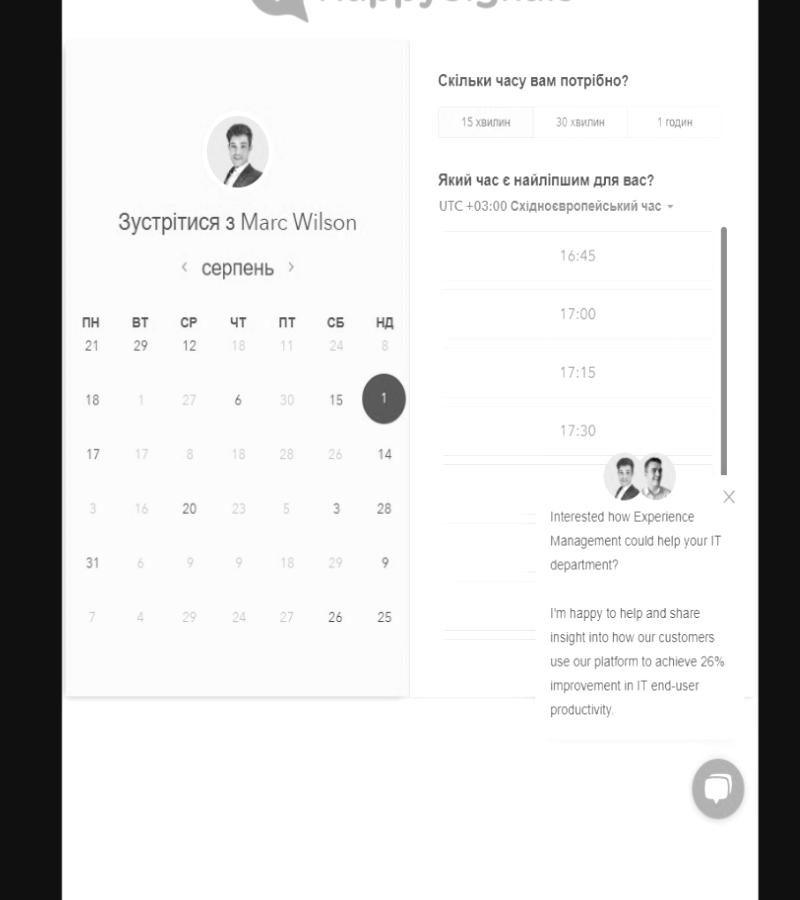 Зустрітися з Marc Wilson
серпень
ПН ВТ СР ЧТ ПТ СБ НД
21 29 12 18 11 24 8
18 1 27 6 30 15 1
17 17 8 18 28 26 14
3 16 20 23 5 3 28
31 6 9 9 18 29 9
7 4 29 24 27 26 25
Скільки часу вам потрібно?
15 хвилин 30 хвилин 1 годин
Який час є найліпшим для вас?
UTC +03:00 Східноєвропейський час
16:45
17:00
17:15
17:30
Interested how Experience
Management could help your IT
department?
I'm happy to help and share
insight into how our customers
use our platform to achieve 26%
improvement in IT end-user
productivity.